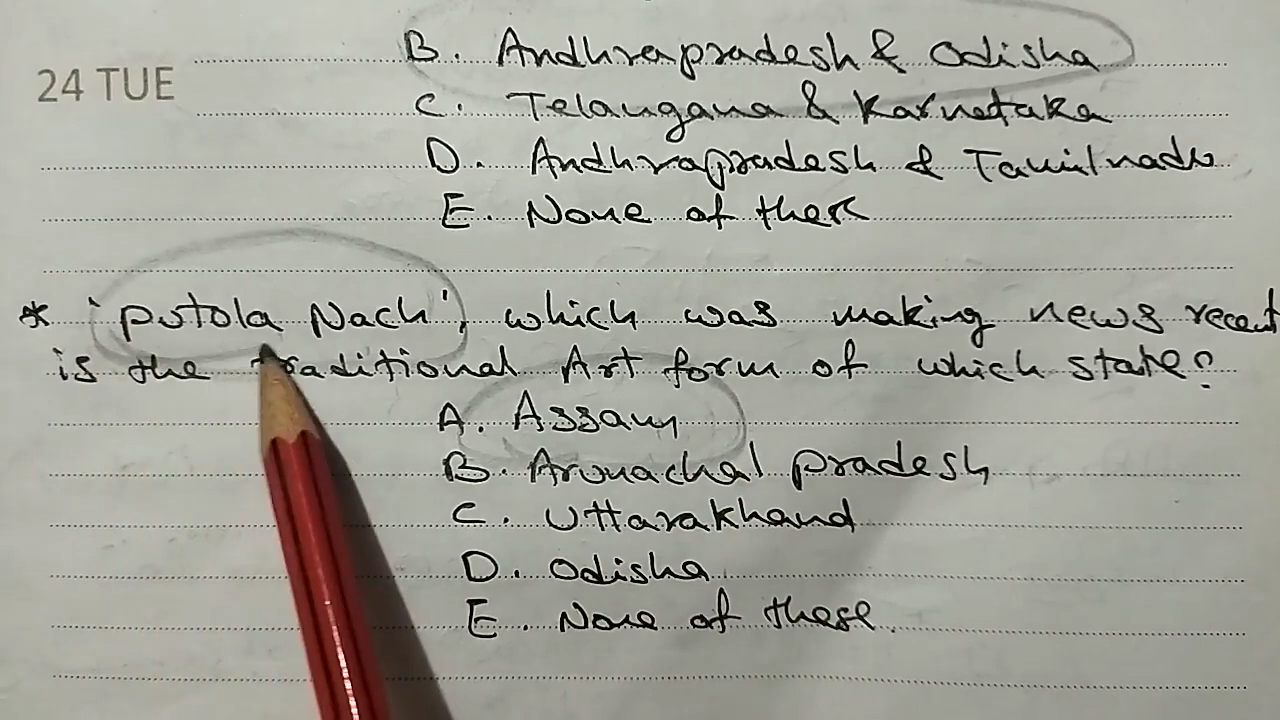 B. Andhrapradesh & Odisha
24 TUE
C. Telangana & Karnataka
D. Andhrapradesh & Tamilnadu
E. None of these
* 'Putola Nach', which was making news recent
is the traditional Art form of which state?
A. Assam
B. Arunachal pradesh
C. Uttarakhand
D. Odisha
E. None of these.